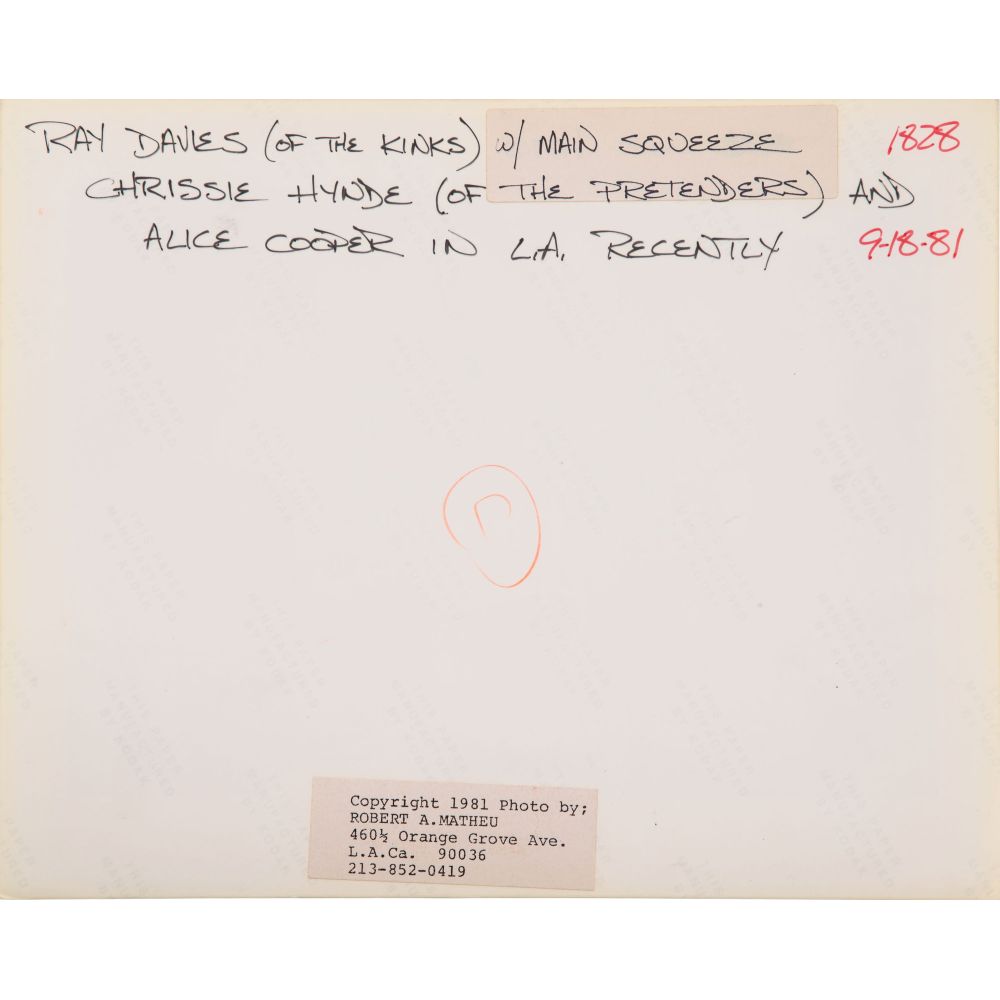 RAY DAVIES (OF THE KINKS) W/ MAIN SQUEEZE 1828
CHRISSIE HYNDE (OF THE PRETENDERS) AND
ALICE COOPER IN L.A. RECENTLY 9-18-81
Copyright 1981 Photo by;
ROBERT A.MATHEU
460½ Orange Grove Ave.
L.A.Ca. 90036
213-852-0419